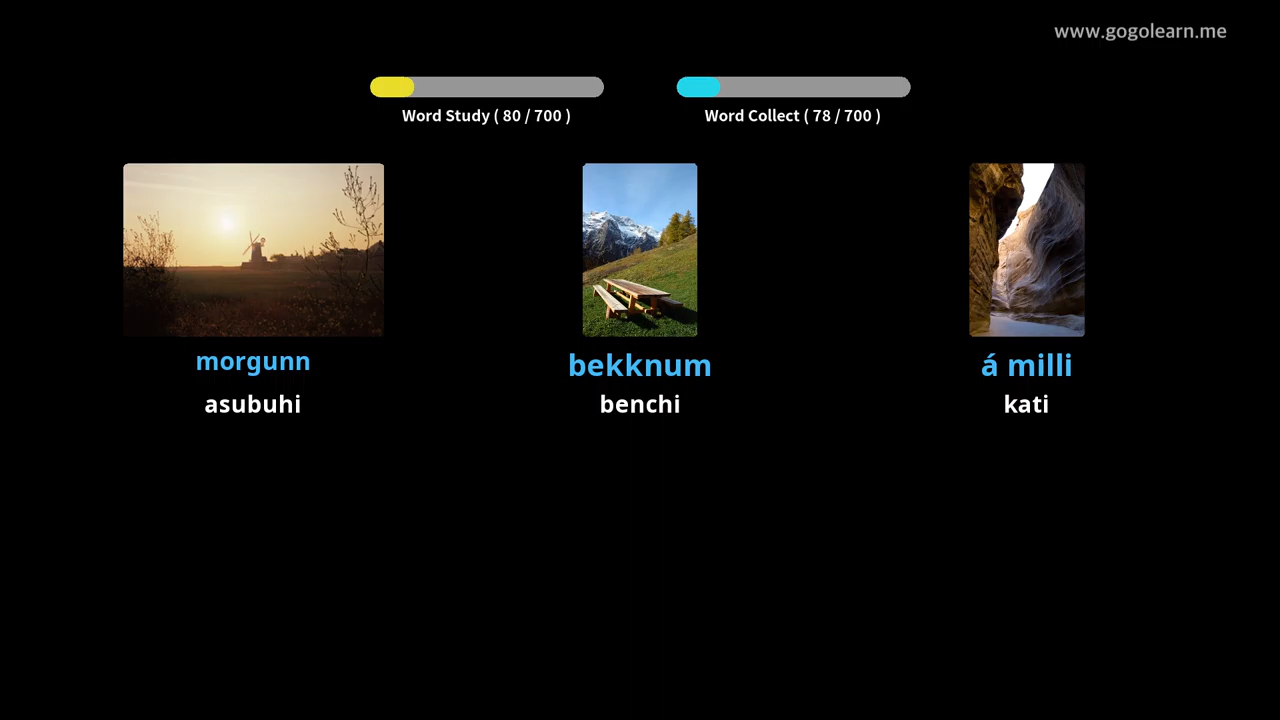 www.gogolearn.me
Word Study ( 80 / 700 )
Word Collect ( 78 / 700 )
morgunn
asubuhi
bekknum
benchi
á milli
kati